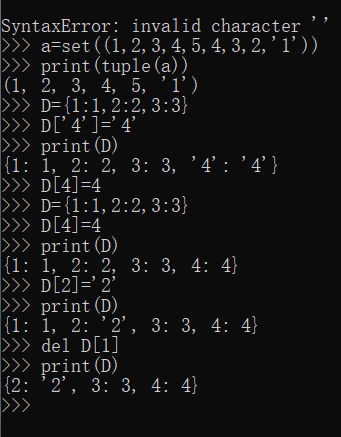 SyntaxError: invalid character ' '
>>> a=set((1,2,3,4,5,4,3,2,'1'))
>>> print(tuple(a))
(1, 2, 3, 4, 5, '1')
>>> D={1:1,2:2,3:3}
>>> D['4']='4'
>>> print(D)
{1: 1, 2: 2, 3: 3, '4': '4'}
>>> D[4]=4
>>> D={1:1,2:2,3:3}
>>> D[4]=4
>>> print(D)
{1: 1, 2: 2, 3: 3, 4: 4}
>>> D[2]='2'
>>> print(D)
{1: 1, 2: '2', 3: 3, 4: 4}
>>> del D[1]
>>> print(D)
{2: '2', 3: 3, 4: 4}
>>>